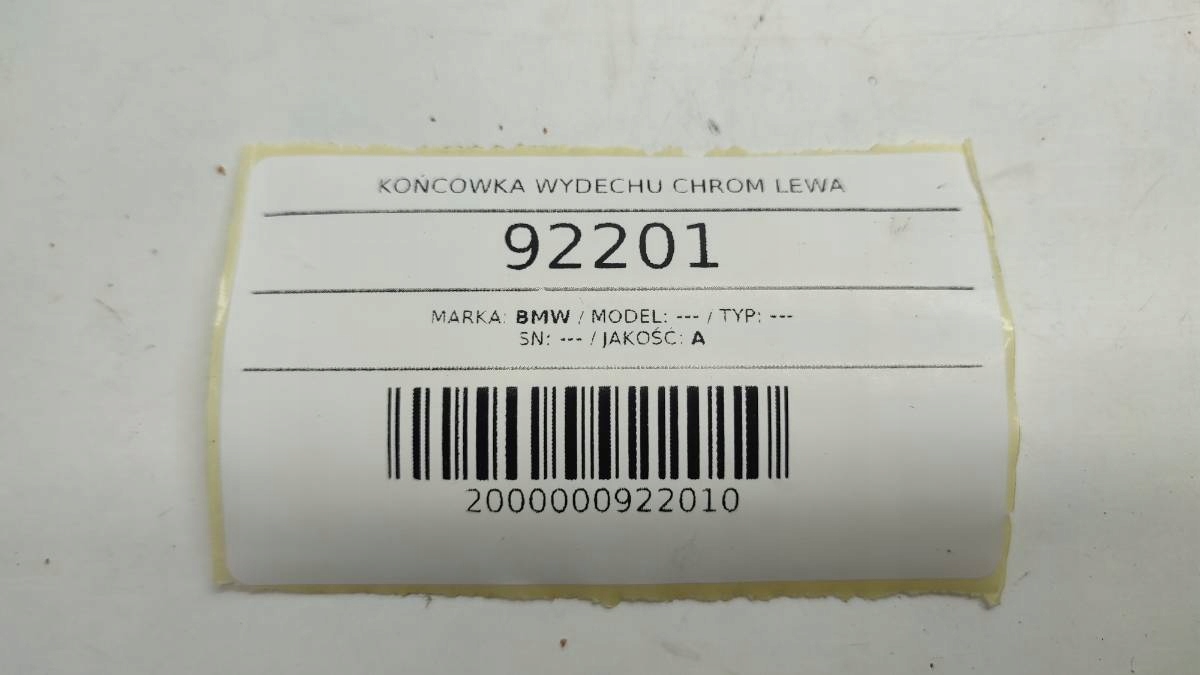 KOŃCOWKA WYDECHU CHROM LEWA
92201
MARKA: BMW / MODEL: --- / TYP: ---
SN: --- / JAKOŚĆ: A
2000000922010